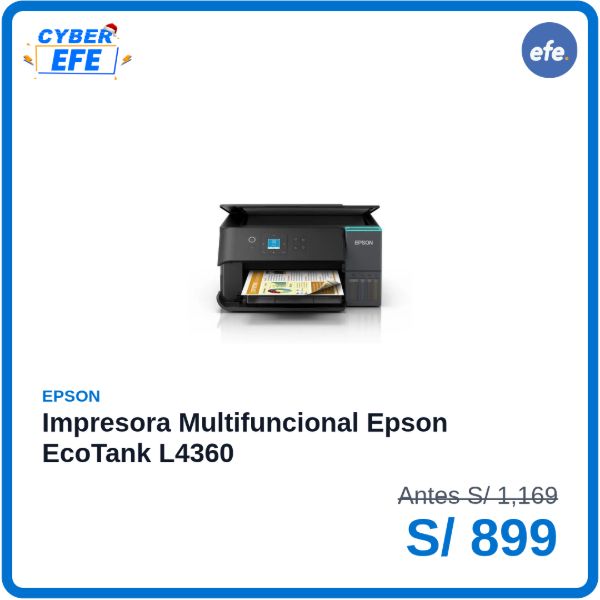 CYBER
EFE
efe.
EPSON
EPSON
Impresora Multifuncional Epson
EcoTank L4360
Antes S/ 1,169
S/ 899